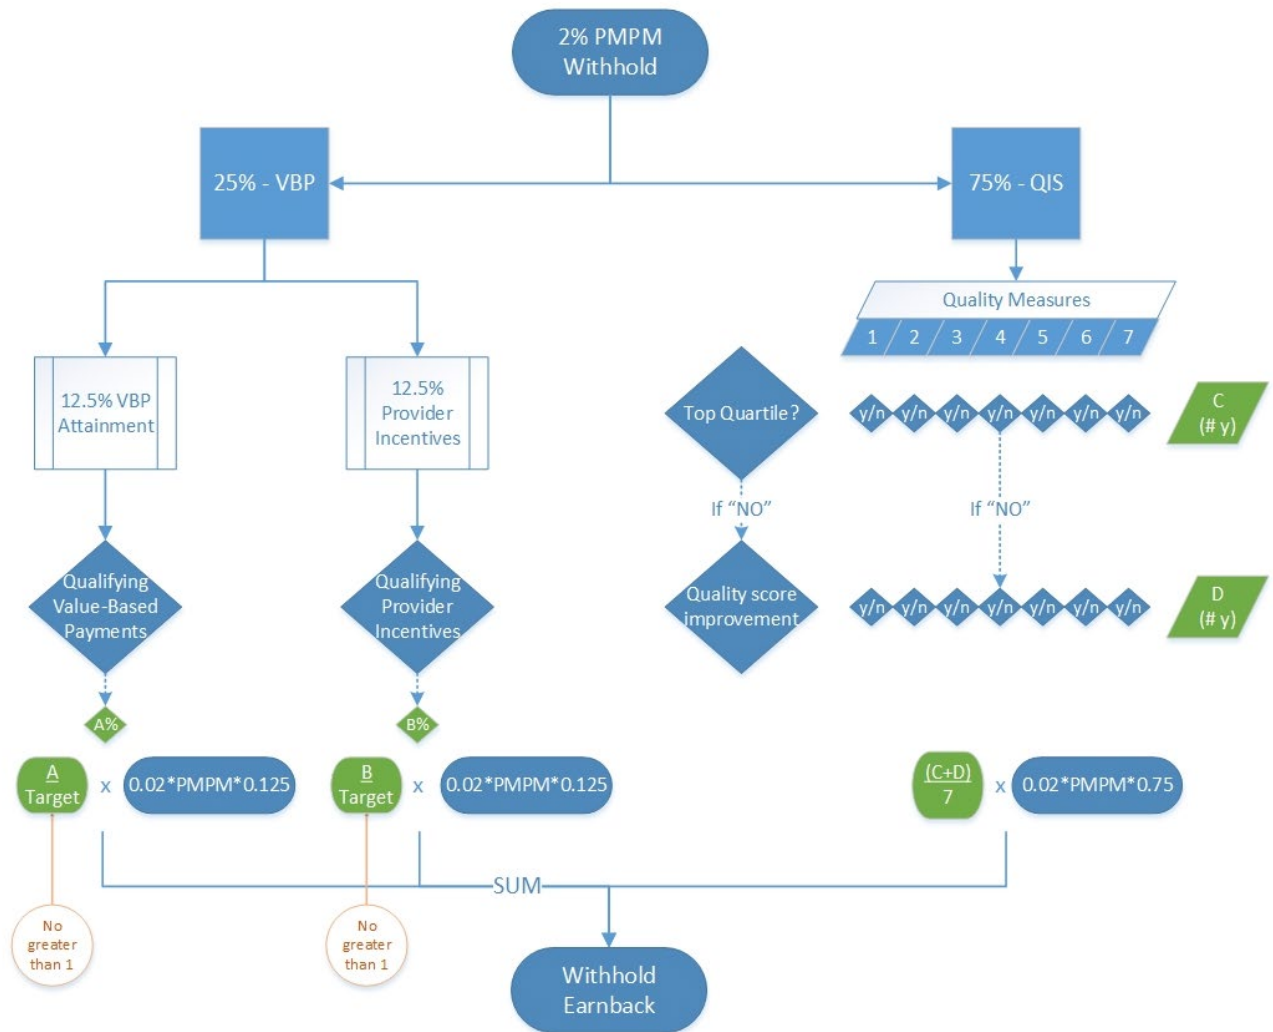 2% PMPM
Withhold
25% - VBP
75% - QIS
Quality Measures
1 2 3 4 5 6 7
12.5% VBP
Attainment
12.5%
Provider
Incentives
Top Quartile?
y/n y/n y/n y/n y/n y/n y/n
C
(# y)
If “NO”
If “NO”
Qualifying
Value-Based
Payments
Qualifying
Provider
Incentives
Quality score
improvement
y/n y/n y/n y/n y/n y/n y/n
D
(# y)
A%
B%
A
Target
x
0.02*PMPM*0.125
B
Target
x
0.02*PMPM*0.125
(C+D)
7
x
0.02*PMPM*0.75
SUM
No
greater
than 1
No
greater
than 1
Withhold
Earnback